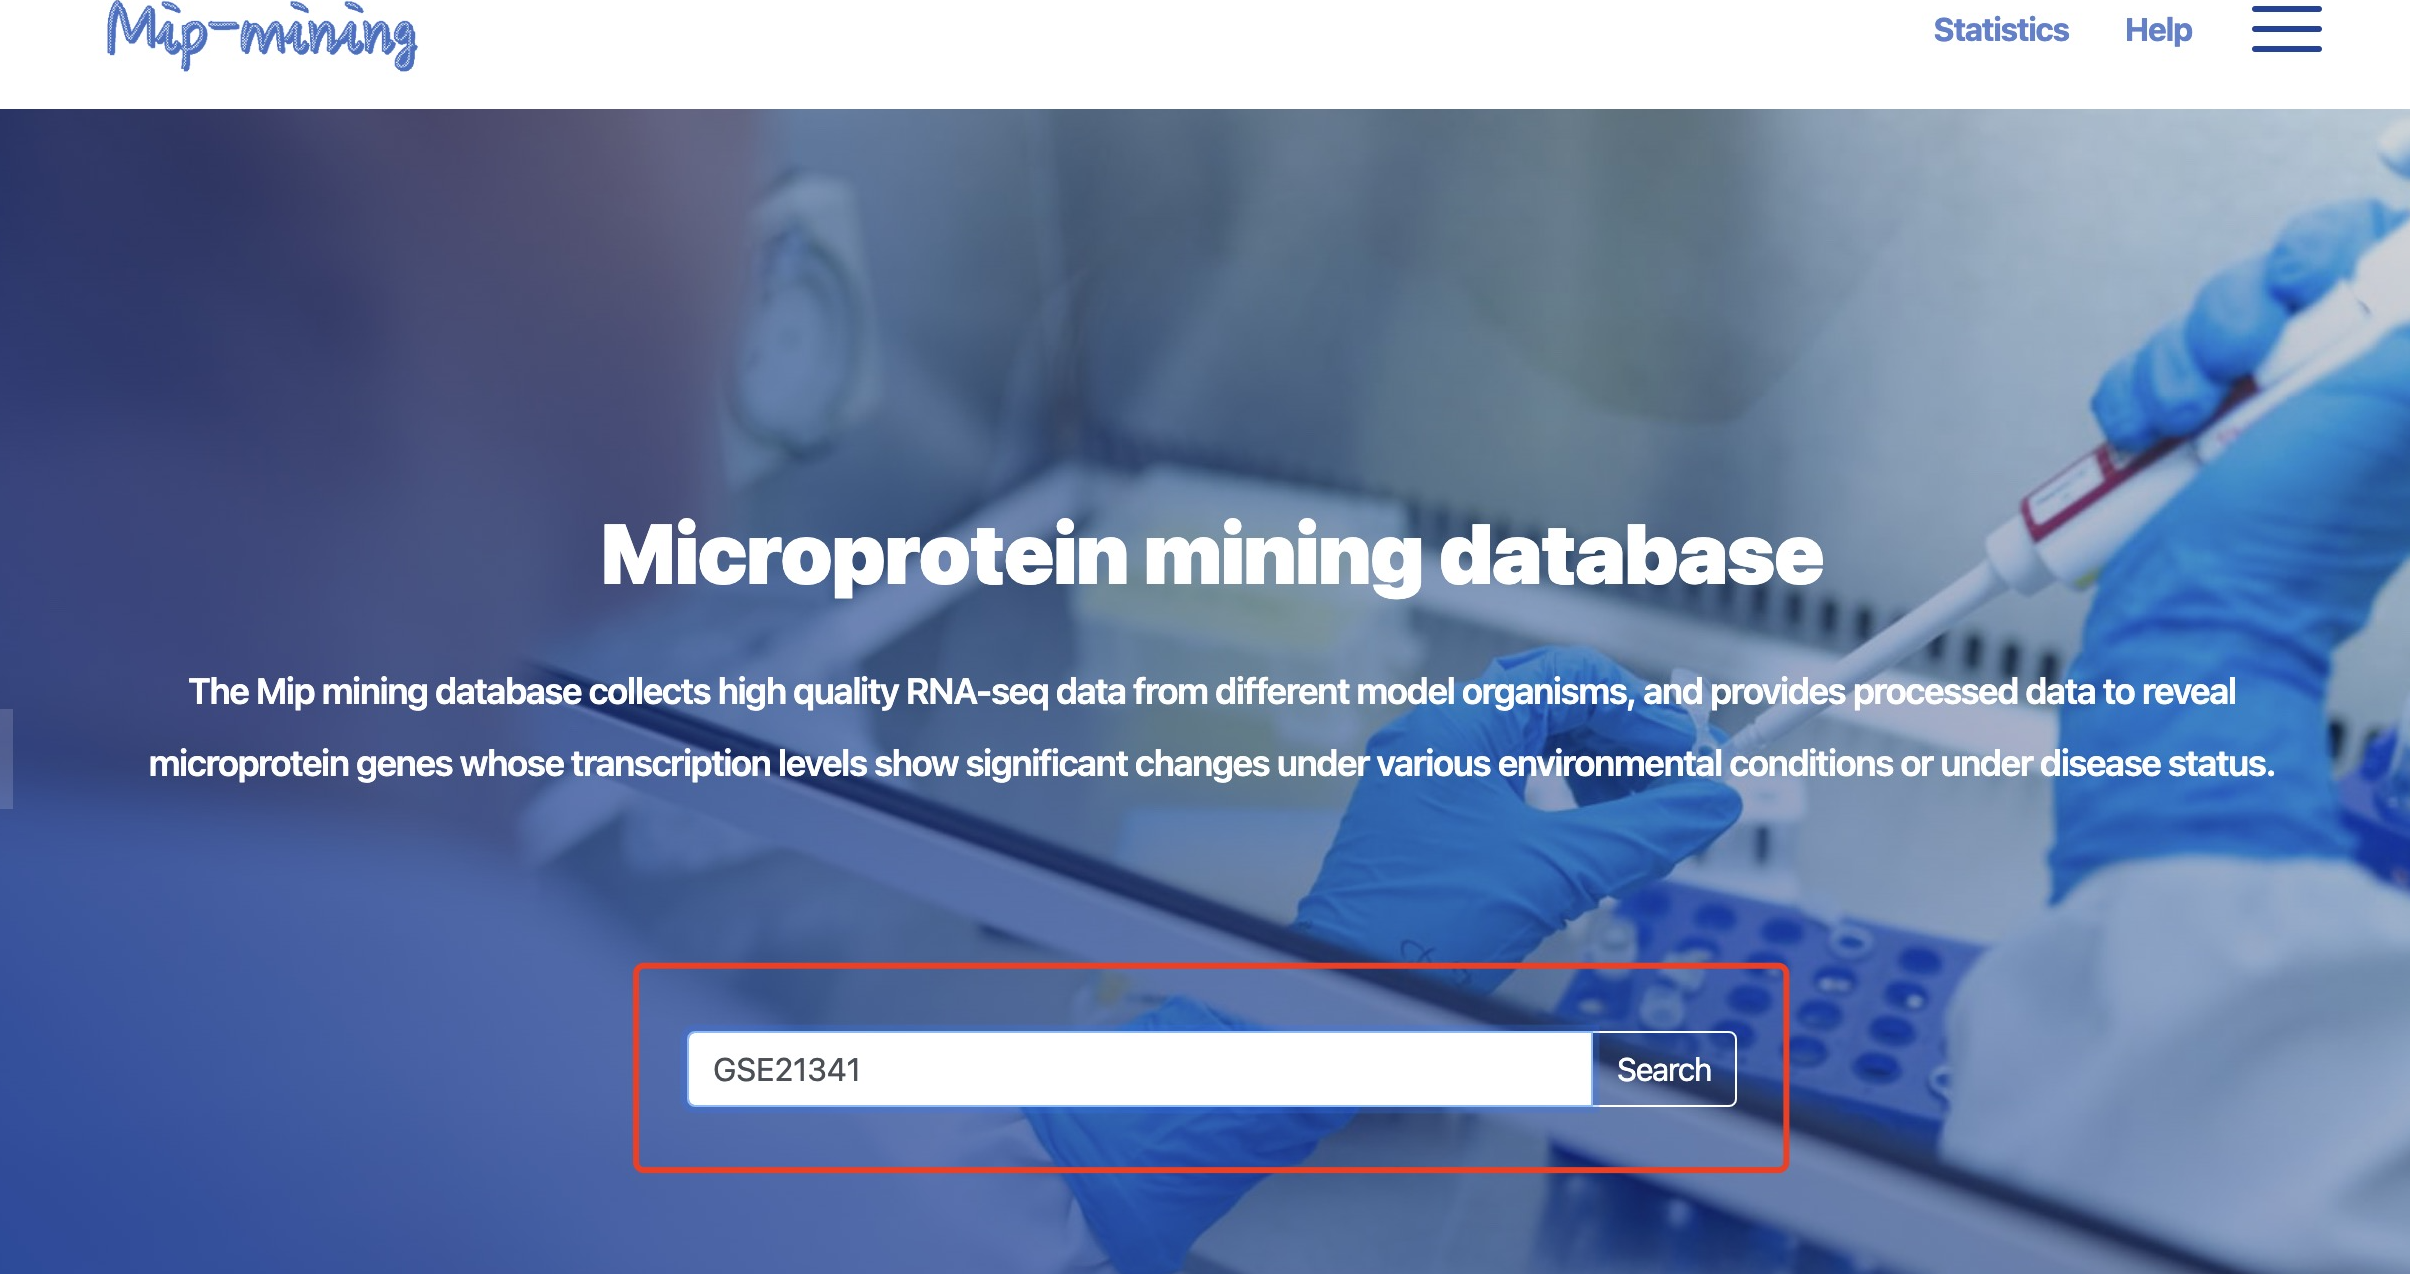 Mip-mining
Statistics Help
Microprotein mining database
The Mip mining database collects high quality RNA-seq data from different model organisms, and provides processed data to reveal
microprotein genes whose transcription levels show significant changes under various environmental conditions or under disease status.
GSE21341 Search